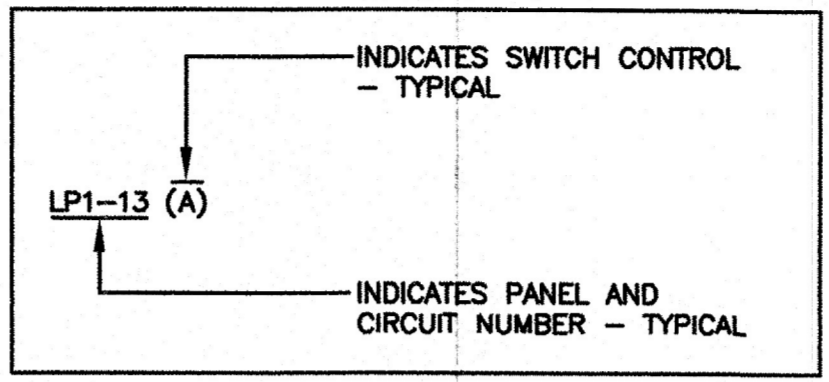 INDICATES SWITCH CONTROL
– TYPICAL
LP1–13 (A)
INDICATES PANEL AND
CIRCUIT NUMBER – TYPICAL